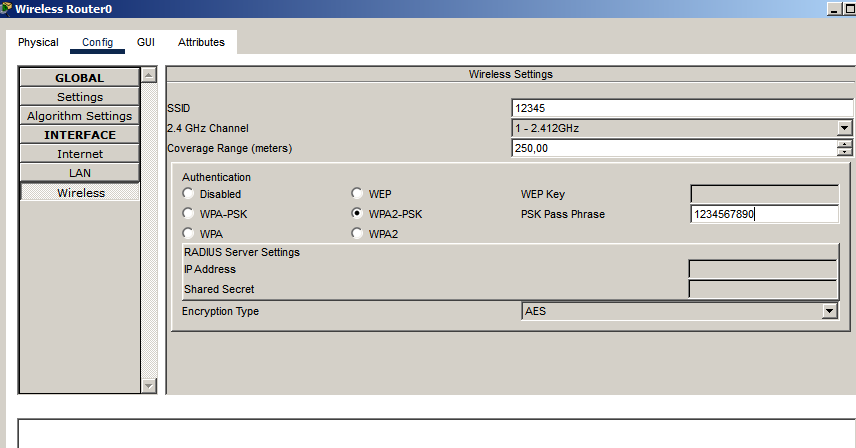 Wireless Router0
Physical Config GUI Attributes
GLOBAL
Settings
Algorithm Settings
INTERFACE
Internet
LAN
Wireless
Wireless Settings
SSID 12345
2.4 GHz Channel 1 - 2.412GHz
Coverage Range (meters) 250,00
Authentication
Disabled WEP WEP Key
WPA-PSK WPA2-PSK PSK Pass Phrase 1234567890
WPA WPA2
RADIUS Server Settings
IP Address
Shared Secret
Encryption Type AES